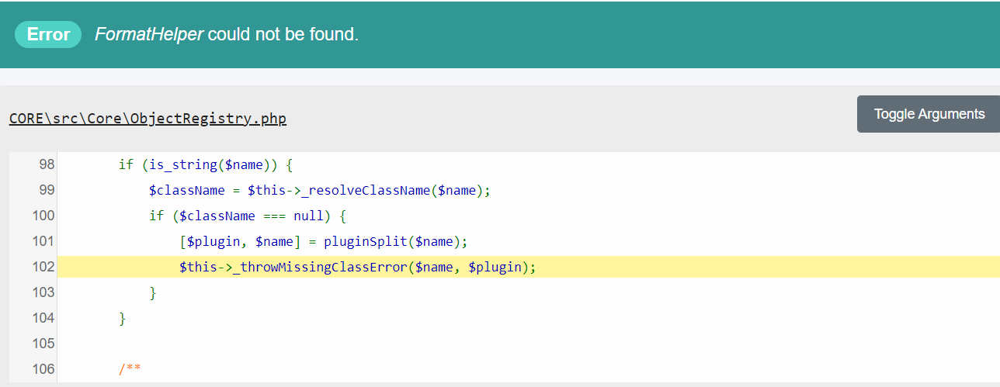 Error FormatHelper could not be found.
CORE\src\Core\ObjectRegistry.php
Toggle Arguments
98 if (is_string($name)) {
99 $className = $this->_resolveClassName($name);
100 if ($className === null) {
101 [$plugin, $name] = pluginSplit($name);
102 $this->_throwMissingClassError($name, $plugin);
103 }
104 }
105
106 /**